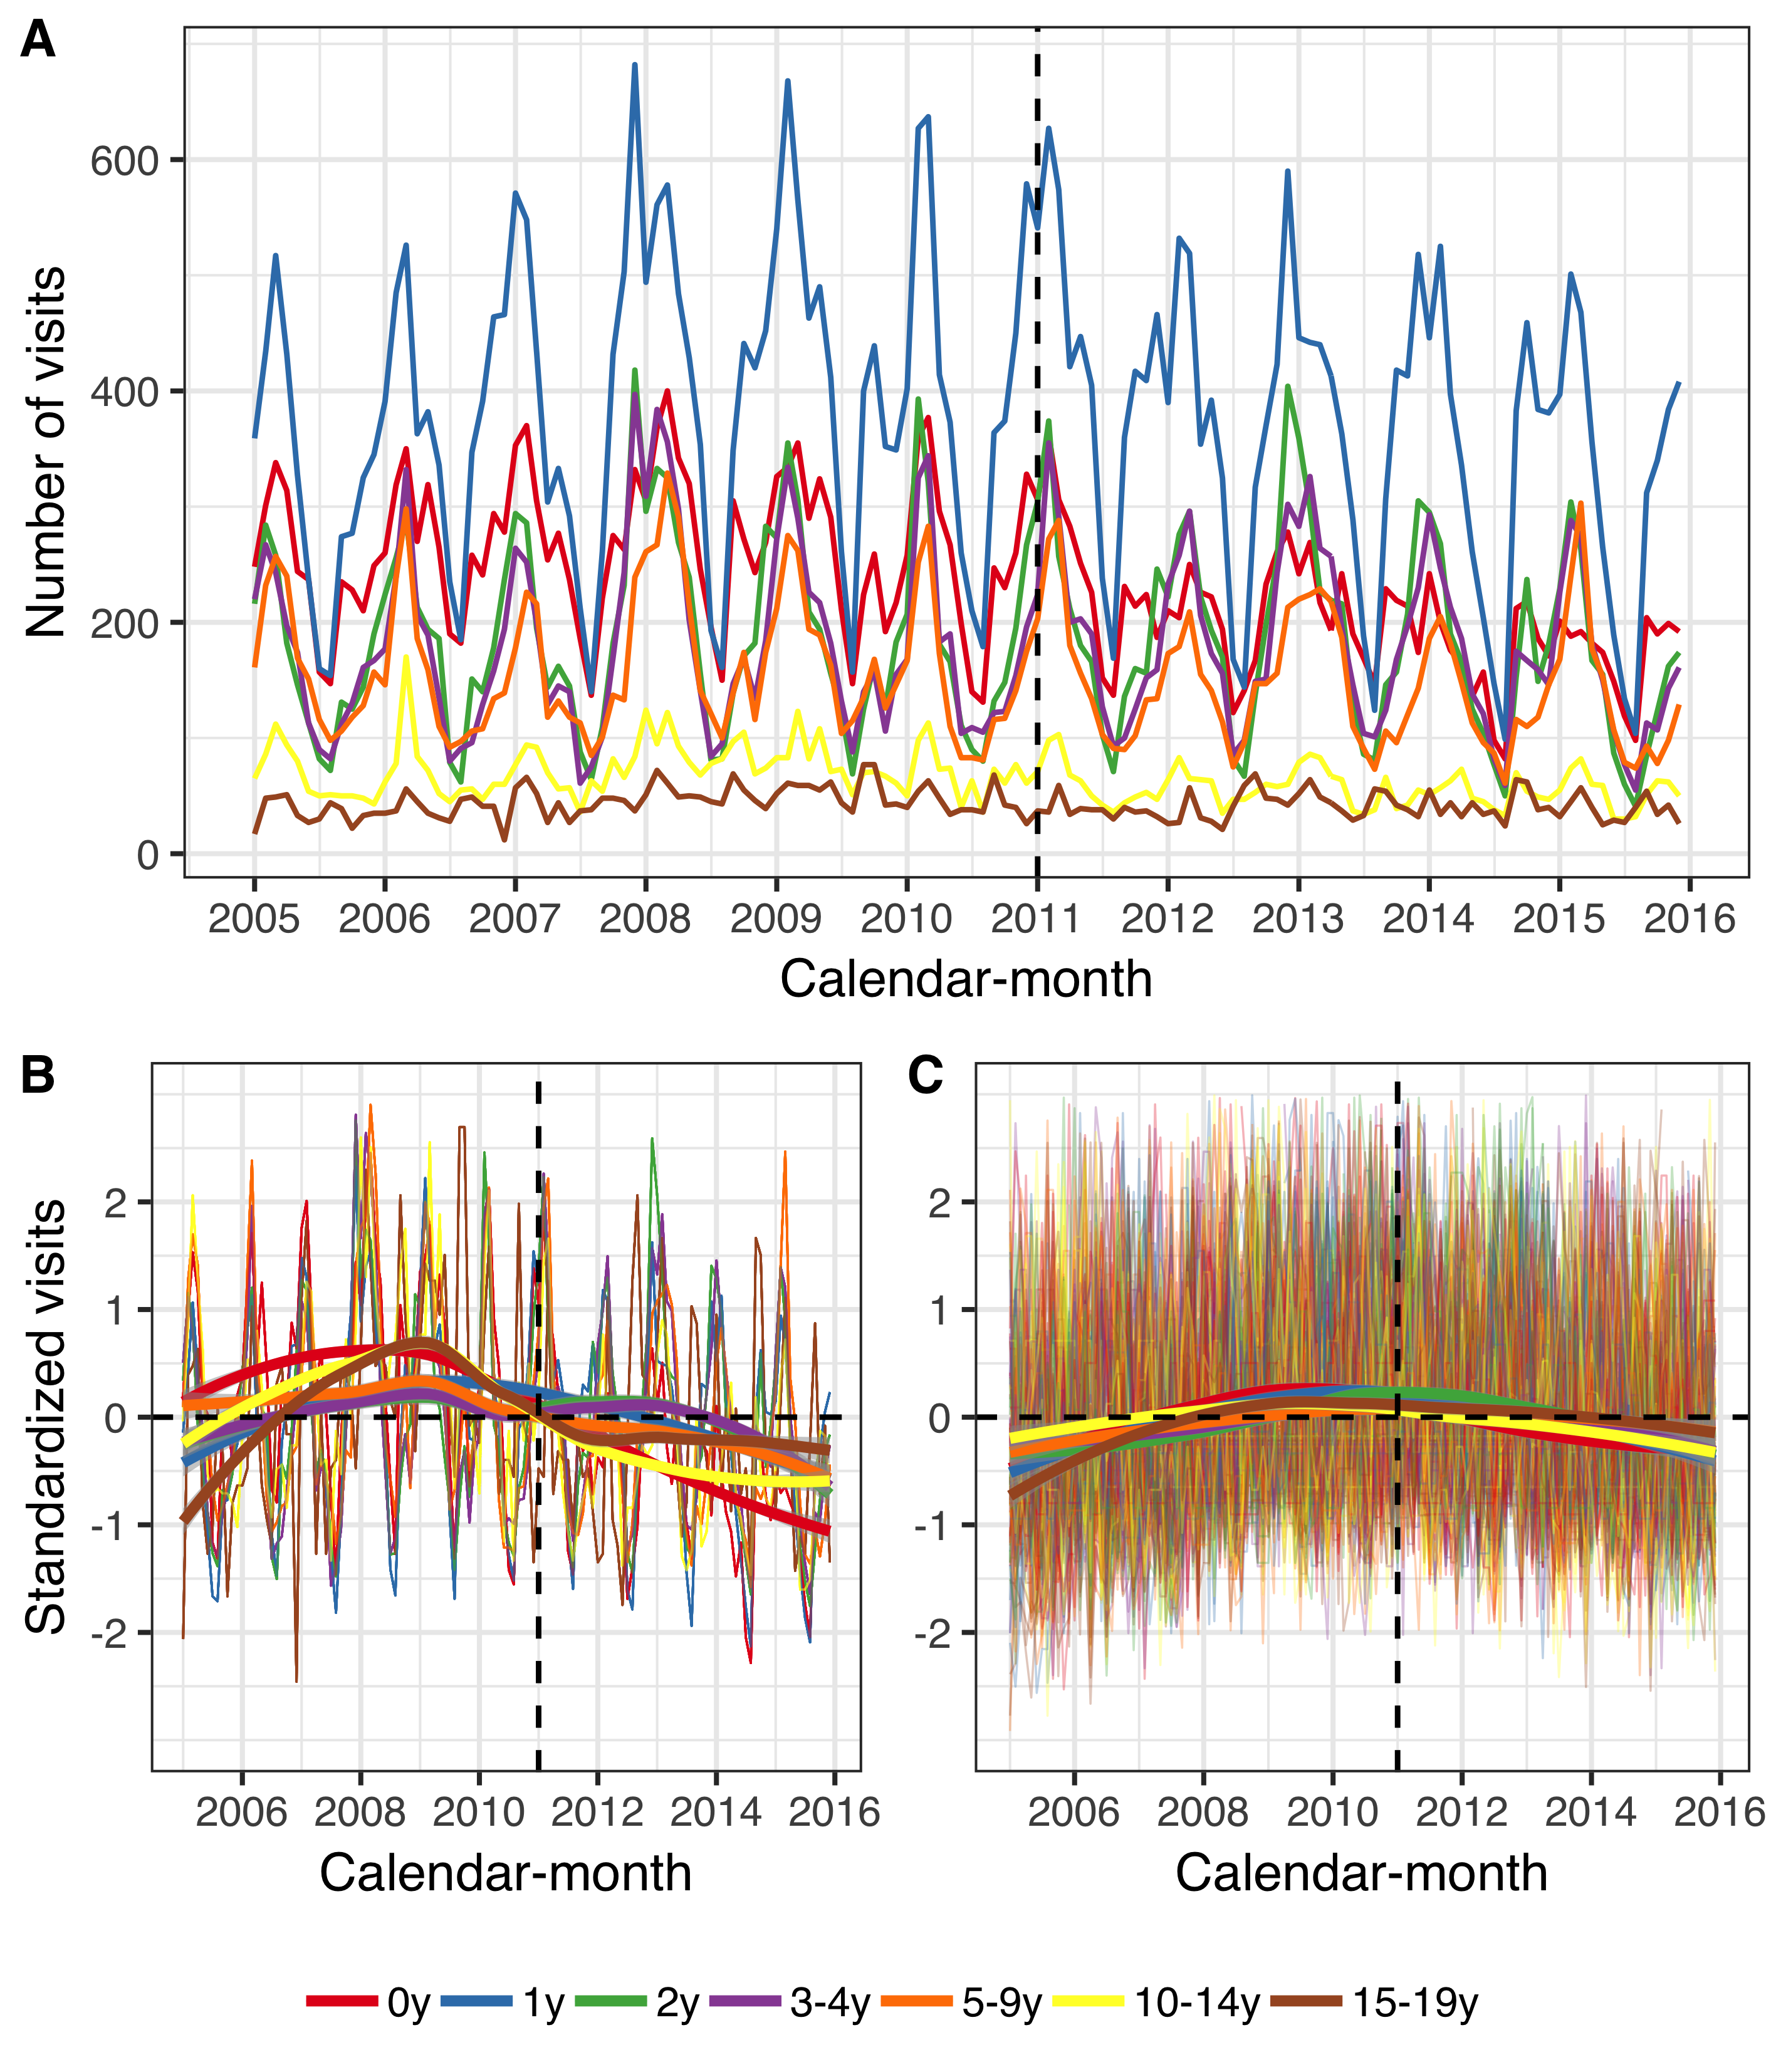 A
Number of visits
600
400
200
0
2005 2006 2007 2008 2009 2010 2011 2012 2013 2014 2015 2016
Calendar-month
B
Standardized visits
2
1
0
-1
-2
2006 2008 2010 2012 2014 2016
Calendar-month
C
2
1
0
-1
-2
2006 2008 2010 2012 2014 2016
Calendar-month
0y 1y 2y 3-4y 5-9y 10-14y 15-19y